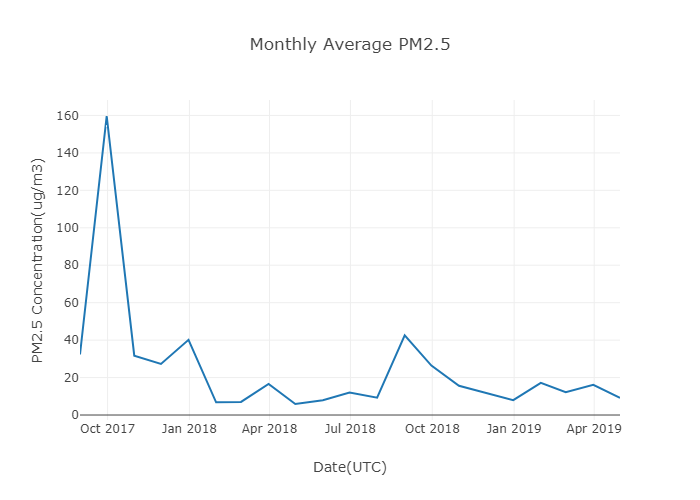 Monthly Average PM2.5
160
140
120
100
80
60
40
20
0
PM2.5 Concentration(ug/m3)
Oct 2017 Jan 2018 Apr 2018 Jul 2018 Oct 2018 Jan 2019 Apr 2019
Date(UTC)